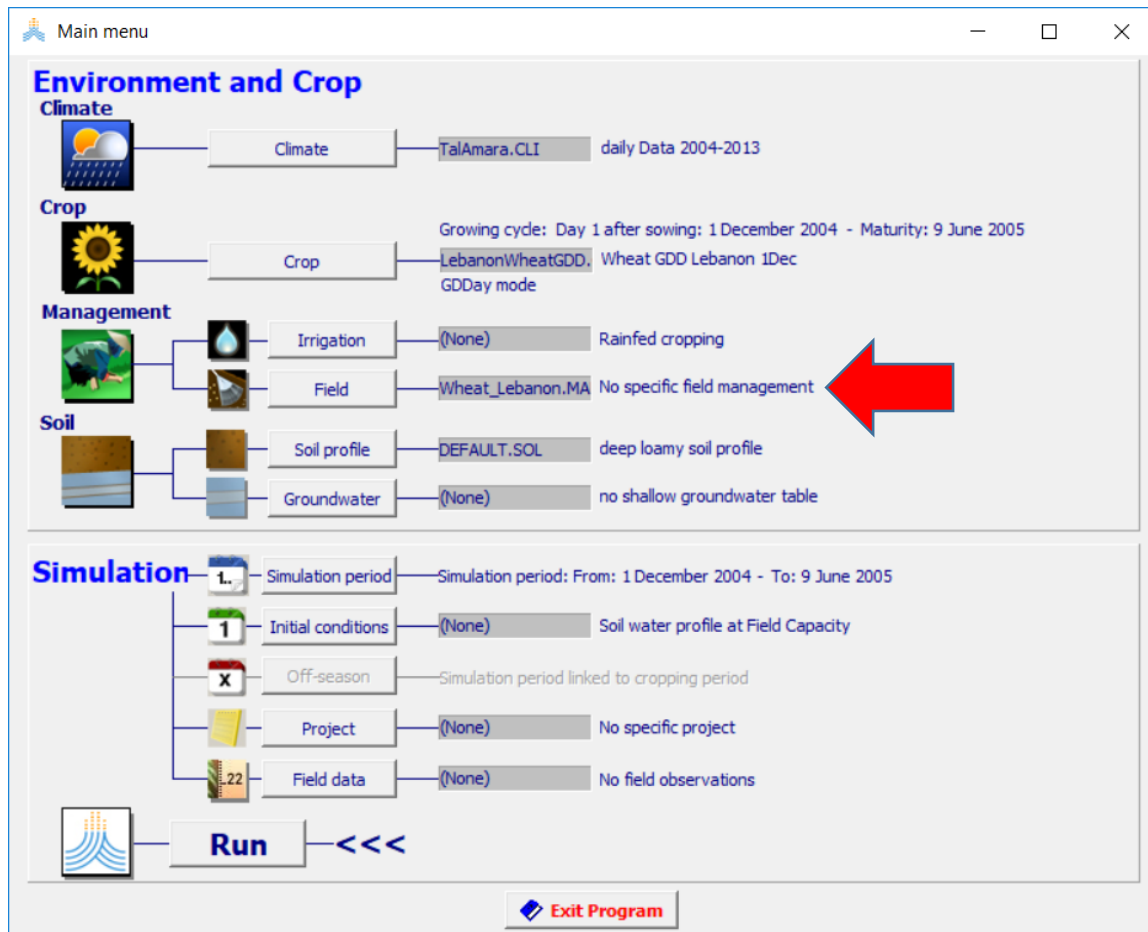 Main menu
Environment and Crop
Climate
Climate TalAmara.CLI daily Data 2004-2013
Crop
Growing cycle: Day 1 after sowing: 1 December 2004 - Maturity: 9 June 2005
Crop LebanonWheatGDD. Wheat GDD Lebanon 1Dec
GDDay mode
Management
Irrigation (None) Rainfed cropping
Field Wheat_Lebanon.MA No specific field management
Soil
Soil profile DEFAULT.SOL deep loamy soil profile
Groundwater (None) no shallow groundwater table
Simulation
1.. Simulation period Simulation period: From: 1 December 2004 - To: 9 June 2005
1 Initial conditions (None) Soil water profile at Field Capacity
X Off-season Simulation period linked to cropping period
Project (None) No specific project
.22 Field data (None) No field observations
Run <<<
Exit Program